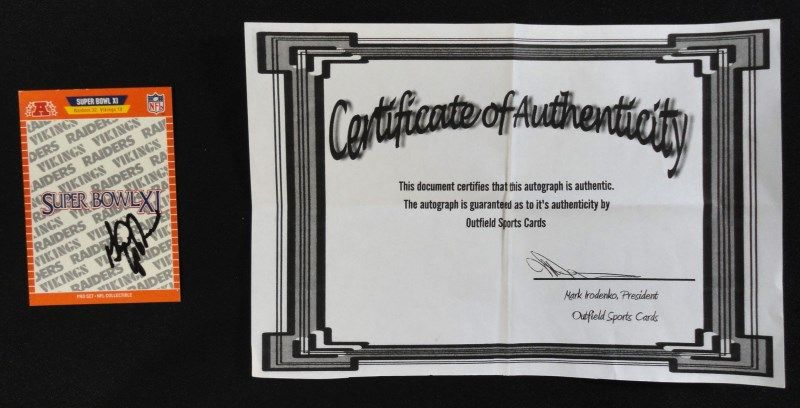 SUPER BOWL XI
Raiders 32, Vikings 14
NFL
VIKINGS RAIDERS
SUPER BOWL XI
PRO SET • NFL COLLECTIBLE
Certificate of Authenticity
This document certifies that this autograph is authentic.
The autograph is guaranteed as to it's authenticity by
Outfield Sports Cards
Mark Irodenko, President
Outfield Sports Cards